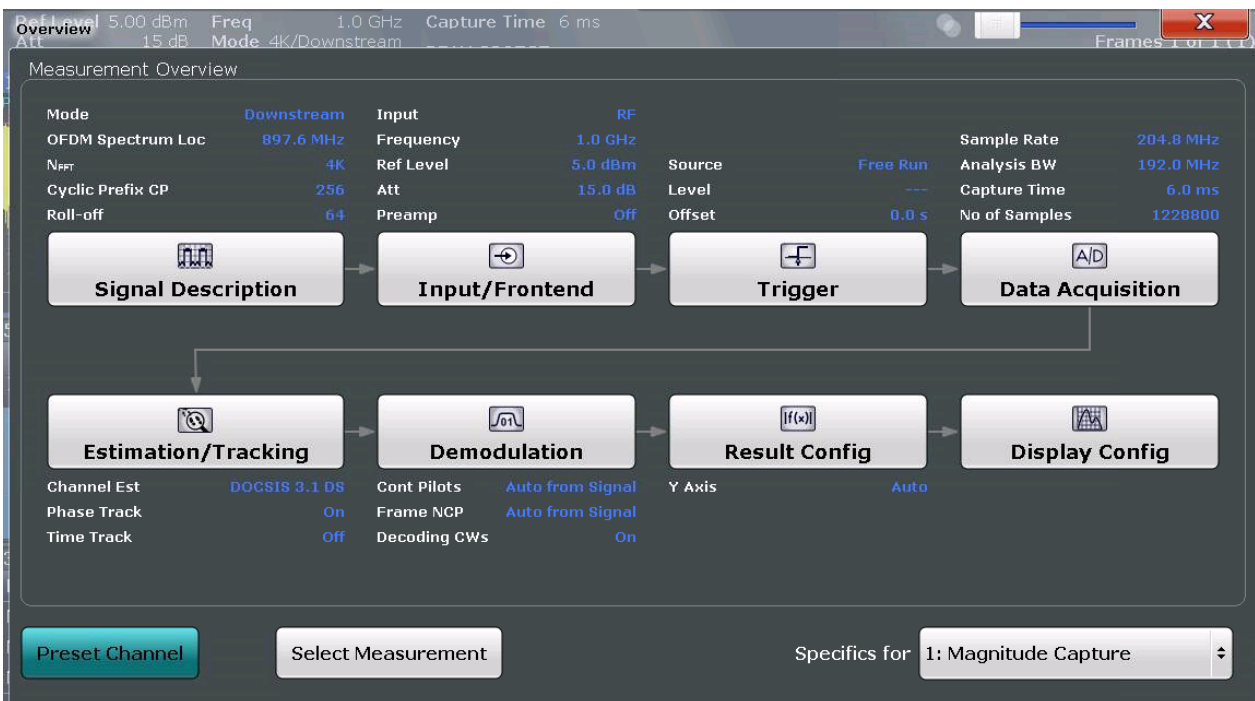 Ref Level 5.00 dBm Freq 1.0 GHz Capture Time 6 ms
Overview
Att 15 dB Mode 4K/Downstream
Frames 1 of 1 (1)
X
Measurement Overview
Mode Downstream Input RF
OFDM Spectrum Loc 897.6 MHz Frequency 1.0 GHz Sample Rate 204.8 MHz
NFFT 4K Ref Level 5.0 dBm Source Free Run Analysis BW 192.0 MHz
Cyclic Prefix CP 256 Att 15.0 dB Level --- Capture Time 6.0 ms
Roll-off 64 Preamp Off Offset 0.0 s No of Samples 1228800
A/D
Signal Description Input/Frontend Trigger Data Acquisition
01 |f(x)|
Estimation/Tracking Demodulation Result Config Display Config
Channel Est DOCSIS 3.1 DS Cont Pilots Auto from Signal Y Axis Auto
Phase Track On Frame NCP Auto from Signal
Time Track Off Decoding CWs On
Preset Channel Select Measurement Specifics for 1: Magnitude Capture